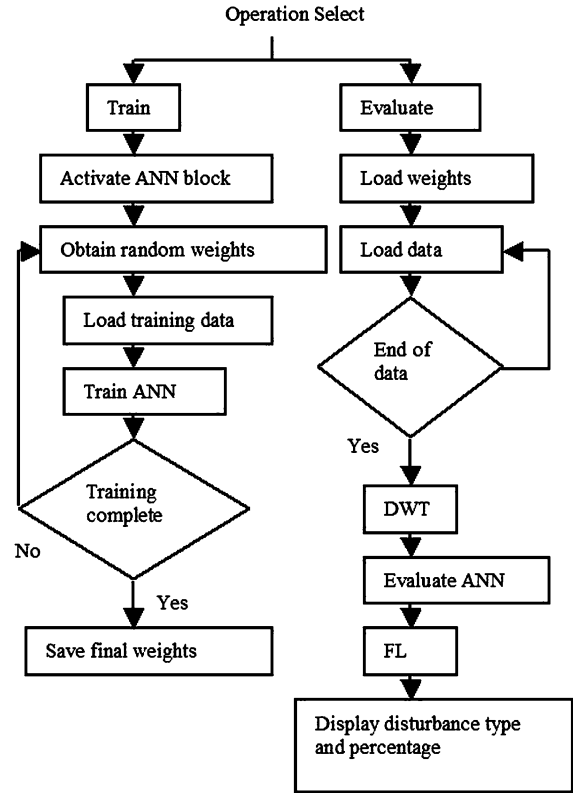 Operation Select
Train
Activate ANN block
Obtain random weights
Load training data
Train ANN
Training
complete
No
Yes
Save final weights
Evaluate
Load weights
Load data
End of
data
Yes
DWT
Evaluate ANN
FL
Display disturbance type
and percentage